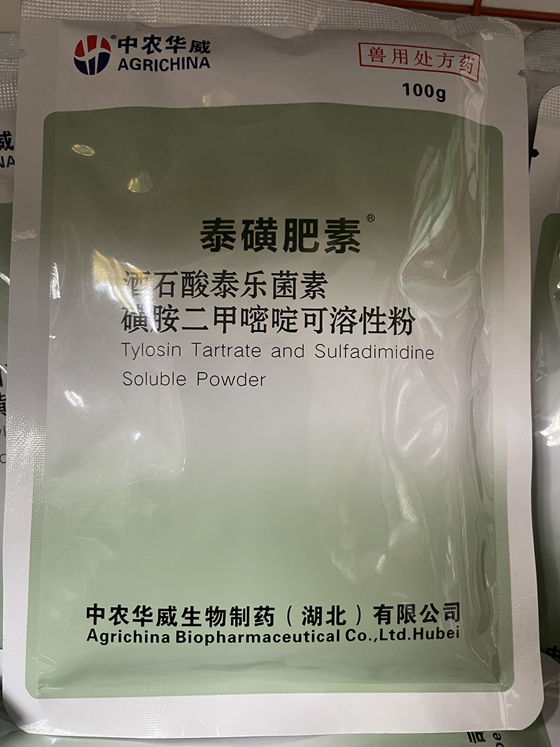 中农华威®
AGRICHINA
兽用处方药
100g
泰磺肥素®
酒石酸泰乐菌素
磺胺二甲嘧啶可溶性粉
Tylosin Tartrate and Sulfadimidine
Soluble Powder
中农华威生物制药（湖北）有限公司
Agrichina Biopharmaceutical Co.,Ltd.Hubei